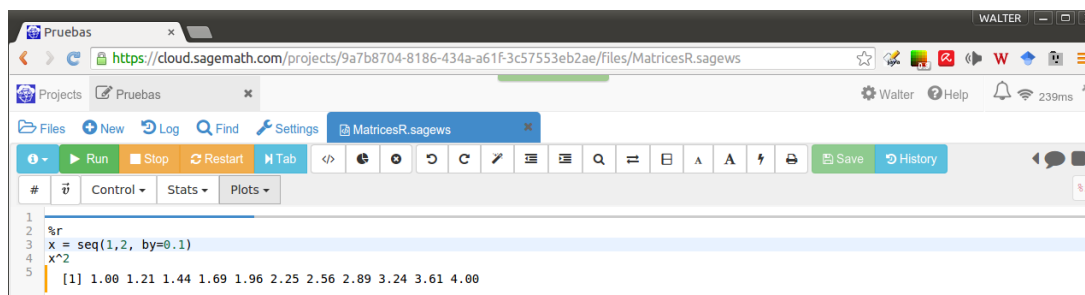 WALTER
Pruebas ×
https://cloud.sagemath.com/projects/9a7b8704-8186-434a-a61f-3c57553eb2ae/files/MatricesR.sagews W
Projects Pruebas Walter Help 239ms
Files New Log Find Settings MatricesR.sagews
Run Stop Restart Tab </> A A Save History
# v Control Stats Plots %
1
2 %r
3 x = seq(1,2, by=0.1)
4 x^2
5
[1] 1.00 1.21 1.44 1.69 1.96 2.25 2.56 2.89 3.24 3.61 4.00